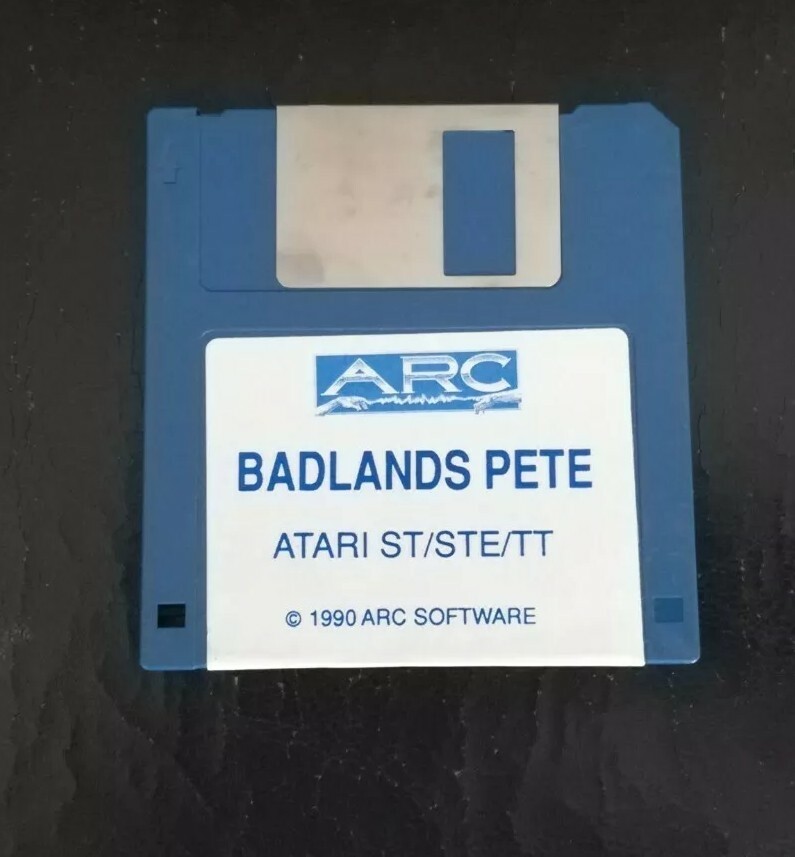 ARC
BADLANDS PETE
ATARI ST/STE/TT
© 1990 ARC SOFTWARE